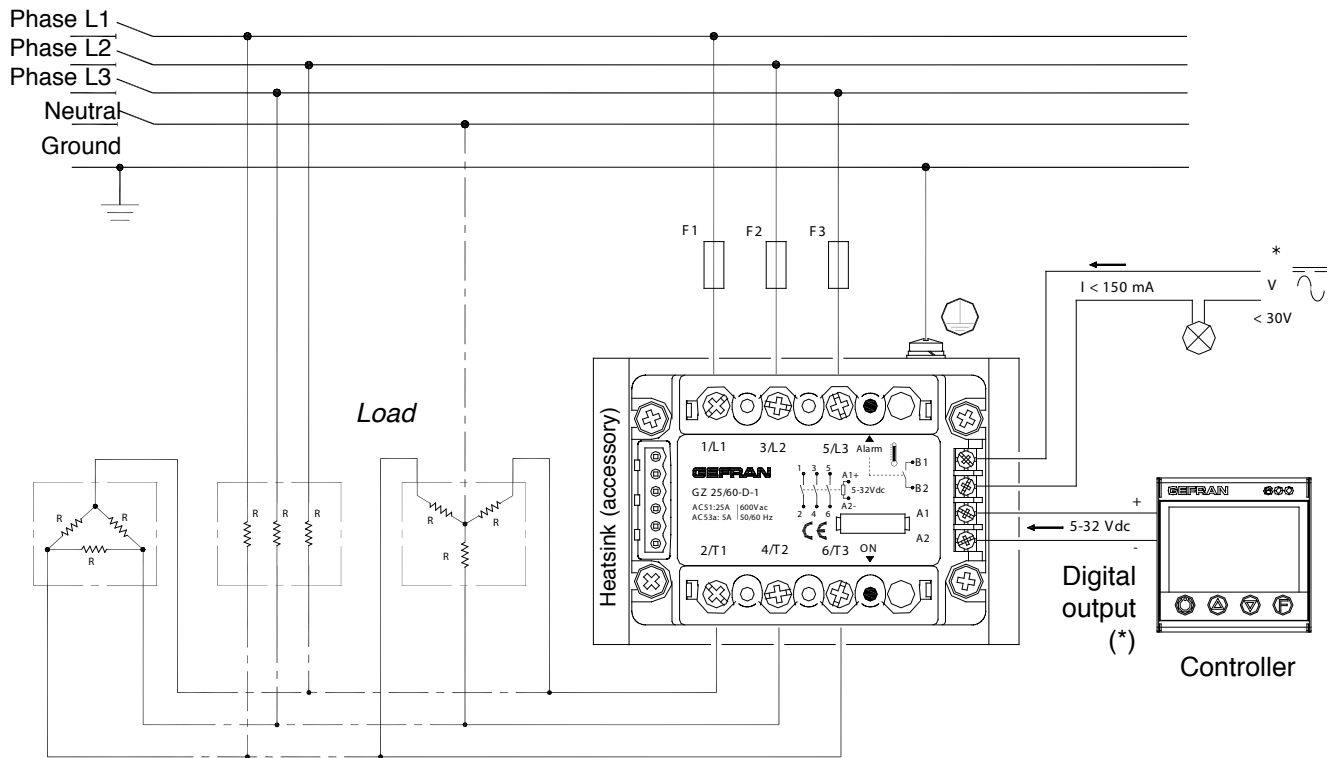 Phase L1
Phase L2
Phase L3
Neutral
Ground
F1 F2 F3
*
I < 150 mA
V
< 30V
Load
Heatsink (accessory)
1/L1 3/L2 5/L3 Alarm
B1
GEFRAN
1 3 5
A1+
GZ 25/60-D-1
5-32Vdc
B2
AC51:25A 600Vac
AC53a: 5A 50/60 Hz
2 4 6
A2-
A1
CE
A2
2/T1 4/T2 6/T3 ON
R R R
R R R
R R R
GEFRAN 600
+
5-32 Vdc
-
F
Digital
output
(*)
Controller